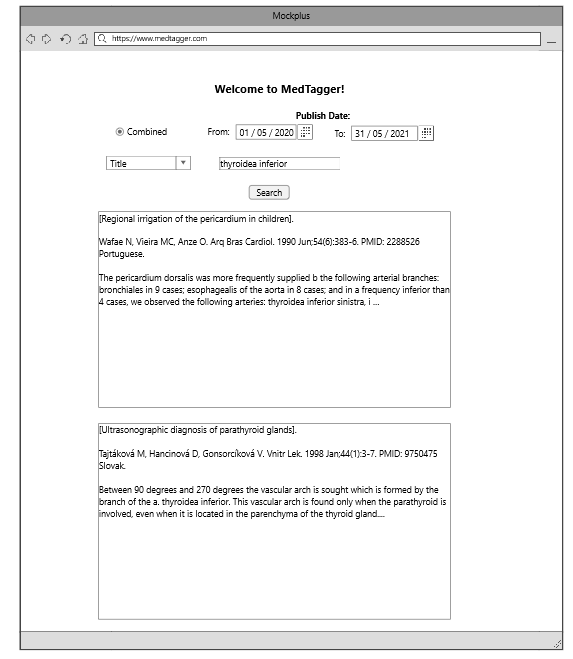 Mockplus
https://www.medtagger.com
Welcome to MedTagger!
Publish Date:
Combined From: 01 / 05 / 2020 To: 31 / 05 / 2021
Title thyroidea inferior
Search
[Regional irrigation of the pericardium in children].
Wafae N, Vieira MC, Anze O. Arq Bras Cardiol. 1990 Jun;54(6):383-6. PMID: 2288526
Portuguese.
The pericardium dorsalis was more frequently supplied b the following arterial branches:
bronchiales in 9 cases; esophagealis of the aorta in 8 cases; and in a frequency inferior than
4 cases, we observed the following arteries: thyroidea inferior sinistra, i ...
[Ultrasonographic diagnosis of parathyroid glands].
Tajtáková M, Hancinová D, Gonsorcíková V. Vnitr Lek. 1998 Jan;44(1):3-7. PMID: 9750475
Slovak.
Between 90 degrees and 270 degrees the vascular arch is sought which is formed by the
branch of the a. thyroidea inferior. This vascular arch is found only when the parathyroid is
involved, even when it is located in the parenchyma of the thyroid gland....